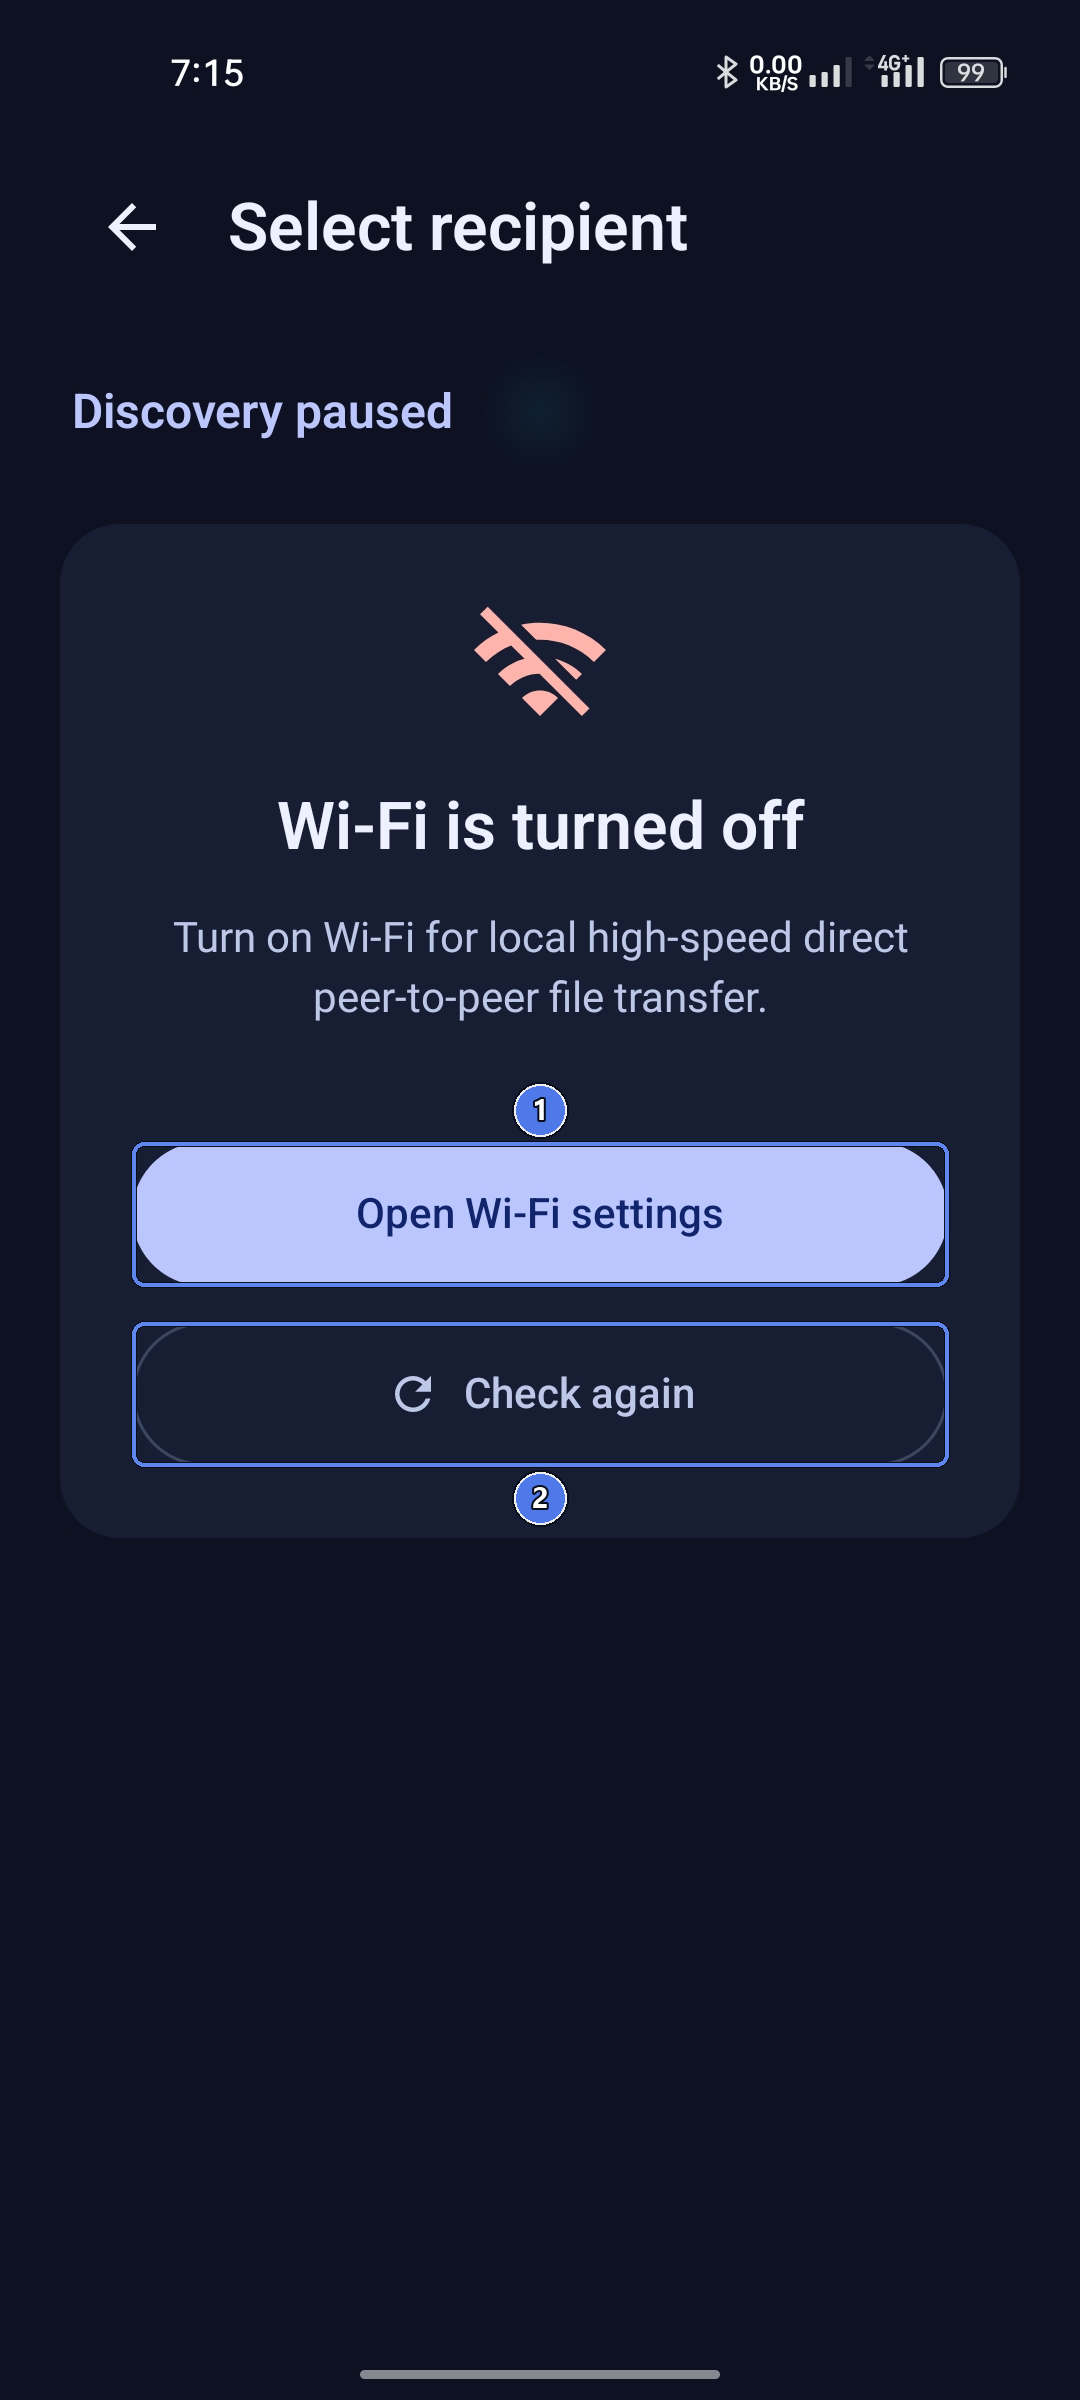 7:15
0.00
KB/S
4G+
99
Select recipient
Discovery paused
Wi-Fi is turned off
Turn on Wi-Fi for local high-speed direct
peer-to-peer file transfer.
1
Open Wi-Fi settings
Check again
2